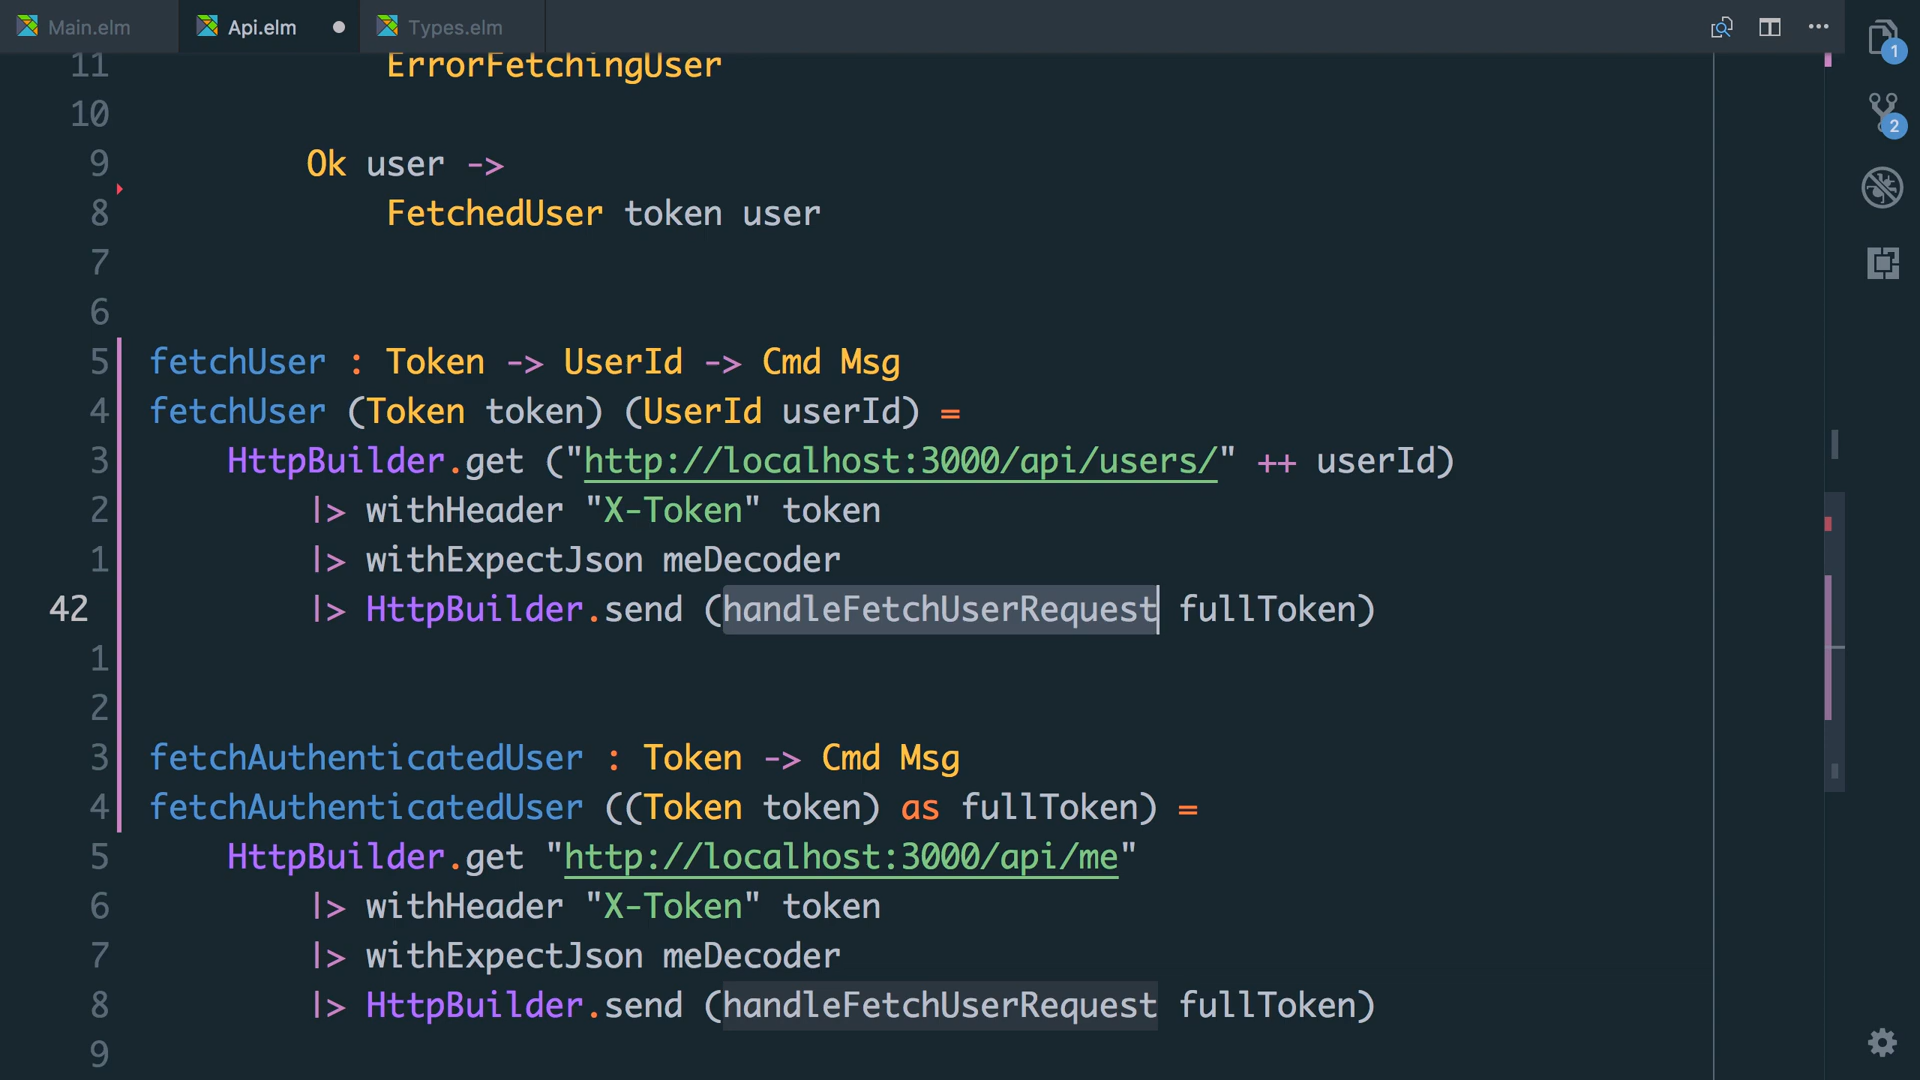 Main.elm Api.elm Types.elm
11 ErrorFetchingUser
10
9 Ok user ->
8 FetchedUser token user
7
6
5 fetchUser : Token -> UserId -> Cmd Msg
4 fetchUser (Token token) (UserId userId) =
3 HttpBuilder.get ("http://localhost:3000/api/users/" ++ userId)
2 |> withHeader "X-Token" token
1 |> withExpectJson meDecoder
42 |> HttpBuilder.send (handleFetchUserRequest fullToken)
1
2
3 fetchAuthenticatedUser : Token -> Cmd Msg
4 fetchAuthenticatedUser ((Token token) as fullToken) =
5 HttpBuilder.get "http://localhost:3000/api/me"
6 |> withHeader "X-Token" token
7 |> withExpectJson meDecoder
8 |> HttpBuilder.send (handleFetchUserRequest fullToken)
9
1
2